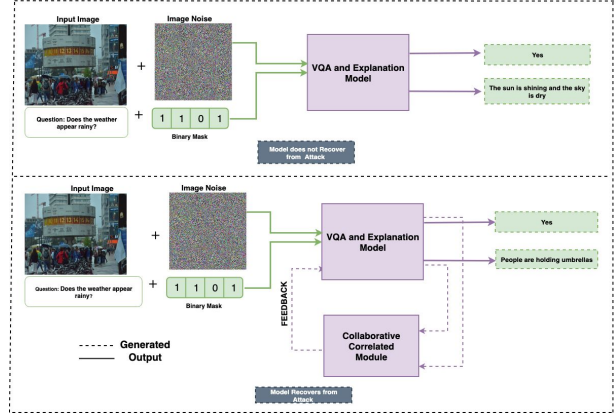 Input Image
Image Noise
Question: Does the weather
appear rainy?
1 1 0 1
Binary Mask
VQA and Explanation
Model
Yes
The sun is shining and the sky
is dry
Model does not Recover
from Attack
Input Image
Image Noise
Question: Does the weather appear
rainy?
1 1 0 1
Binary Mask
VQA and Explanation
Model
Yes
People are holding umbrellas
FEEDBACK
Collaborative
Correlated
Module
Generated
Output
Model Recovers from
Attack